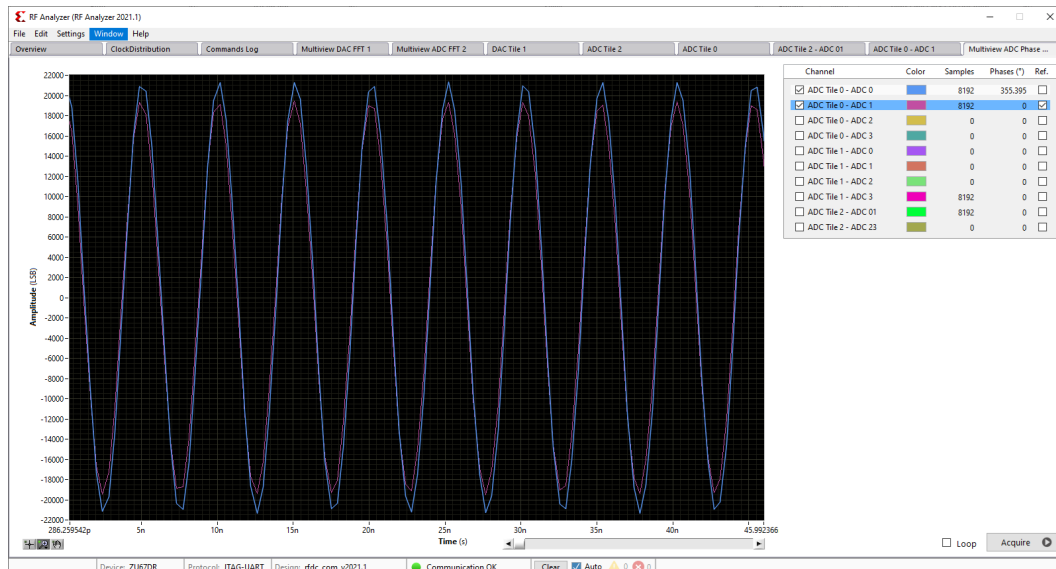 RF Analyzer (RF Analyzer 2021.1)
File Edit Settings Window Help
Overview ClockDistribution Commands Log Multiview DAC FFT 1 Multiview ADC FFT 2 DAC Tile 1 ADC Tile 2 ADC Tile 0 ADC Tile 2 - ADC 01 ADC Tile 0 - ADC 1 Multiview ADC Phase ...
Channel Color Samples Phases (°) Ref.
ADC Tile 0 - ADC 0 8192 355.395
ADC Tile 0 - ADC 1 8192 0
ADC Tile 0 - ADC 2 0 0
ADC Tile 0 - ADC 3 0 0
ADC Tile 1 - ADC 0 0 0
ADC Tile 1 - ADC 1 0 0
ADC Tile 1 - ADC 2 0 0
ADC Tile 1 - ADC 3 8192 0
ADC Tile 2 - ADC 01 8192 0
ADC Tile 2 - ADC 23 0 0
Amplitude (LSB)
22000
20000
18000
16000
14000
12000
10000
8000
6000
4000
2000
0
-2000
-4000
-6000
-8000
-10000
-12000
-14000
-16000
-18000
-20000
-22000
286.259542p 5n 10n 15n 20n 25n 30n 35n 40n 45.992366
Time (s)
Loop Acquire
Device: ZU67DR Protocol: JTAG-UART Design: rfdc_com_v2021.1 Communication OK Clear Auto 0 0